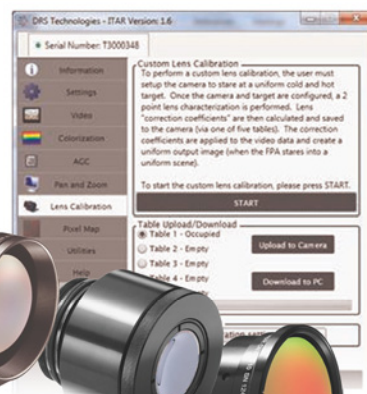 DRS Technologies - ITAR Version: 1.6
Serial Number: T3000348
Information
Settings
Video
Colorization
AGC
Pan and Zoom
Lens Calibration
Pixel Map
Utilities
Help
Custom Lens Calibration
To perform a custom lens calibration, the user must
setup the camera to stare at a uniform cold and hot
target. Once the camera and target are configured, a 2
point lens characterization is performed. Lens
"correction coefficients" are then calculated and saved
to the camera (via one of five tables). The correction
coefficients are applied to the video data and create a
uniform output image (when the FPA stares into a
uniform scene).
To start the custom lens calibration, please press START.
START
Table Upload/Download
Table 1 - Occupied
Table 2 - Empty
Table 3 - Empty
Table 4 - Empty
Upload to Camera
Download to PC